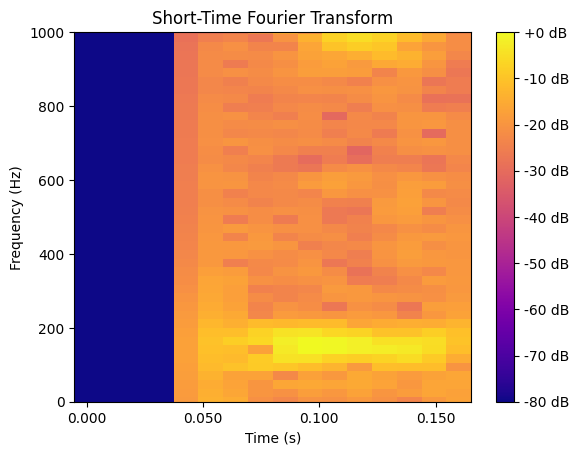 Short-Time Fourier Transform
1000
800
600
400
200
0
Frequency (Hz)
0.000
0.050
0.100
0.150
Time (s)
+0 dB
-10 dB
-20 dB
-30 dB
-40 dB
-50 dB
-60 dB
-70 dB
-80 dB